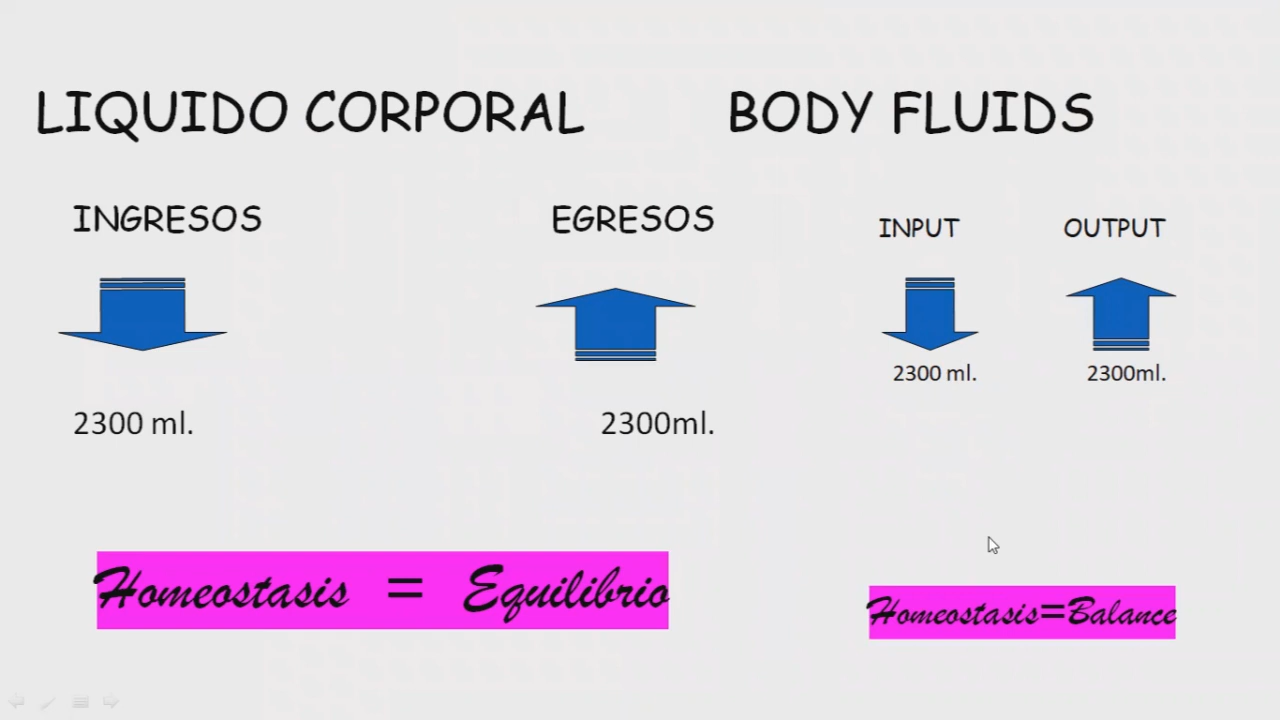 LIQUIDO CORPORAL
INGRESOS EGRESOS
2300 ml. 2300ml.
Homeostasis = Equilibrio
BODY FLUIDS
INPUT OUTPUT
2300 ml. 2300ml.
Homeostasis=Balance